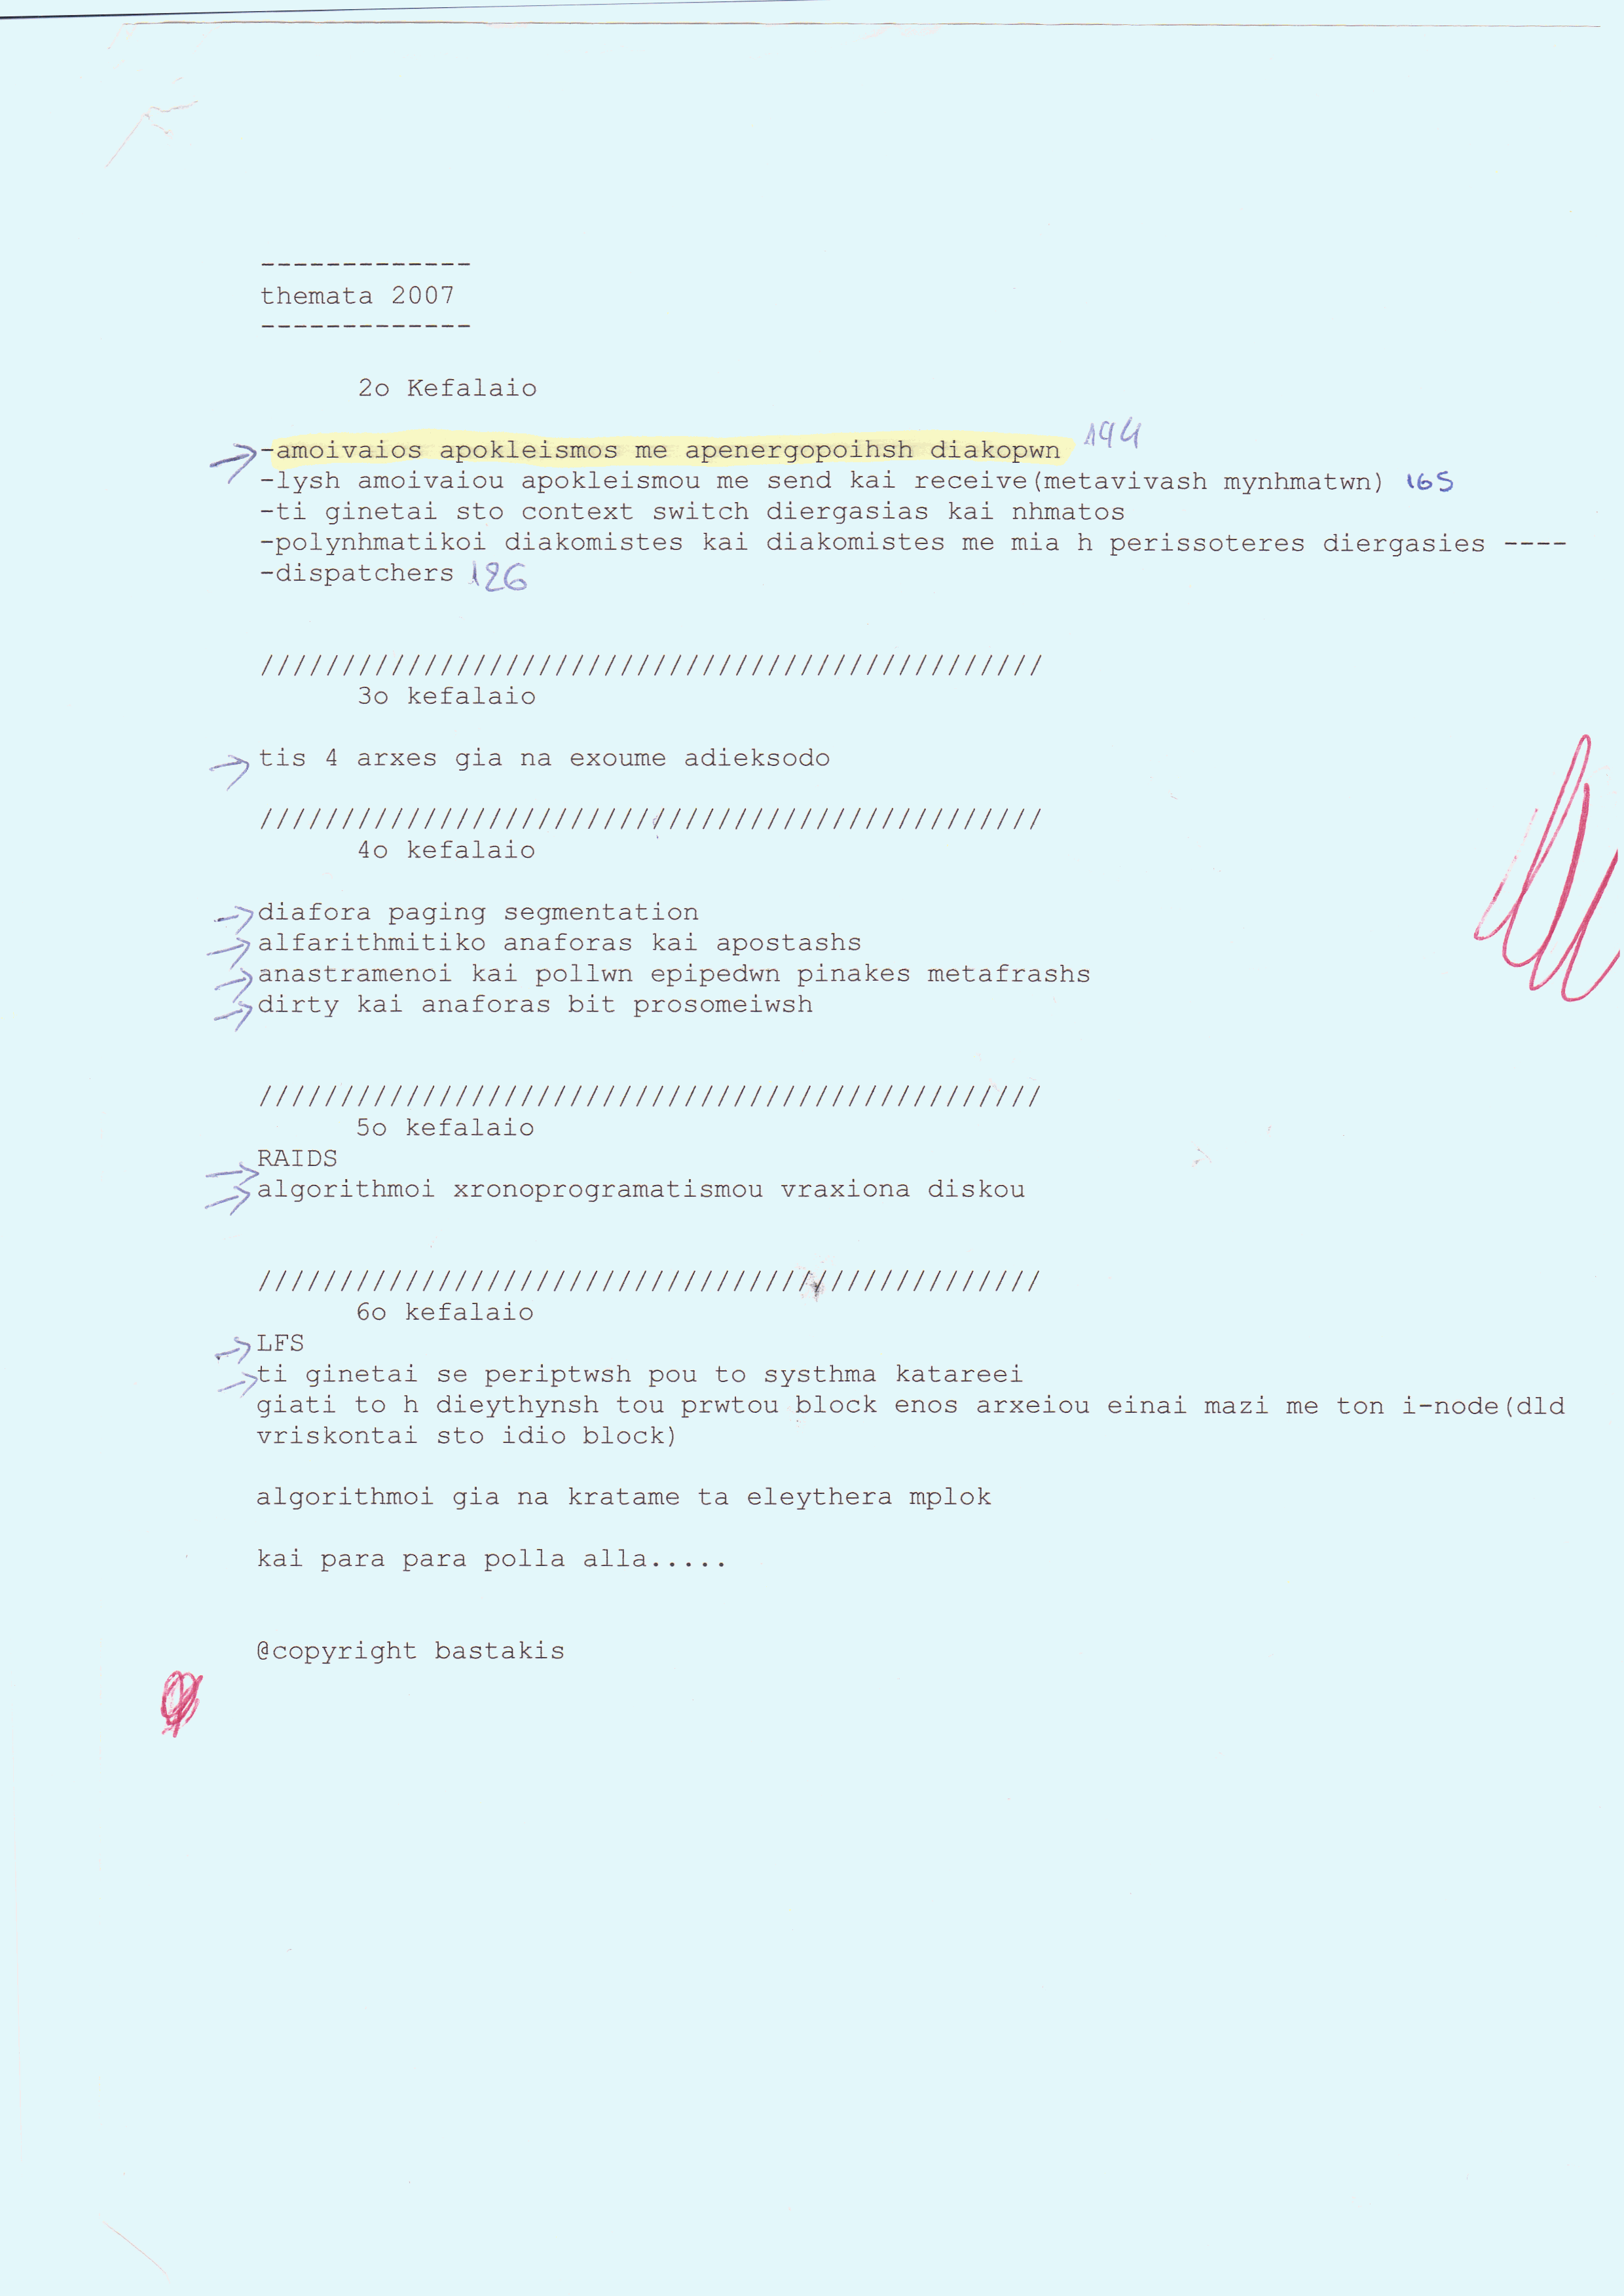 -------------
themata 2007
-------------
2o Kefalaio
-amoivaios apokleismos me apenergopoihsh diakopwn 194
-lysh amoivaiou apokleismou me send kai receive(metavivash mynhmatwn) 165
-ti ginetai sto context switch diergasias kai nhmatos
-polynhmatikoi diakomistes kai diakomistes me mia h perissoteres diergasies ----
-dispatchers 126
////////////////////////////////////////////////
3o kefalaio
tis 4 arxes gia na exoume adieksodo
////////////////////////////////////////////////
4o kefalaio
diafora paging segmentation
alfarithmitiko anaforas kai apostashs
anastramenoi kai pollwn epipedwn pinakes metafrashs
dirty kai anaforas bit prosomeiwsh
////////////////////////////////////////////////
5o kefalaio
RAIDS
algorithmoi xronoprogramatismou vraxiona diskou
////////////////////////////////////////////////
6o kefalaio
LFS
ti ginetai se periptwsh pou to systhma katareei
giati to h dieythynsh tou prwtou block enos arxeiou einai mazi me ton i-node(dld
vriskontai sto idio block)
algorithmoi gia na kratame ta eleythera mplok
kai para para polla alla.....
@copyright bastakis